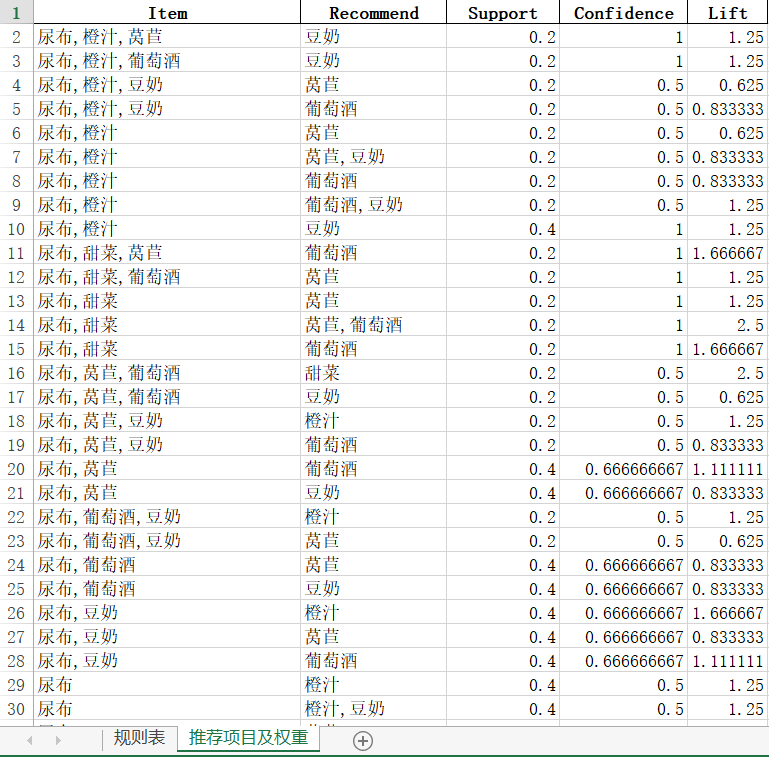 1 Item Recommend Support Confidence Lift
2 尿布,橙汁,莴苣 豆奶 0.2 1 1.25
3 尿布,橙汁,葡萄酒 豆奶 0.2 1 1.25
4 尿布,橙汁,豆奶 莴苣 0.2 0.5 0.625
5 尿布,橙汁,豆奶 葡萄酒 0.2 0.5 0.833333
6 尿布,橙汁 莴苣 0.2 0.5 0.625
7 尿布,橙汁 莴苣,豆奶 0.2 0.5 0.833333
8 尿布,橙汁 葡萄酒 0.2 0.5 0.833333
9 尿布,橙汁 葡萄酒,豆奶 0.2 0.5 1.25
10 尿布,橙汁 豆奶 0.4 1 1.25
11 尿布,甜菜,莴苣 葡萄酒 0.2 1 1.666667
12 尿布,甜菜,葡萄酒 莴苣 0.2 1 1.25
13 尿布,甜菜 莴苣 0.2 1 1.25
14 尿布,甜菜 莴苣,葡萄酒 0.2 1 2.5
15 尿布,甜菜 葡萄酒 0.2 1 1.666667
16 尿布,莴苣,葡萄酒 甜菜 0.2 0.5 2.5
17 尿布,莴苣,葡萄酒 豆奶 0.2 0.5 0.625
18 尿布,莴苣,豆奶 橙汁 0.2 0.5 1.25
19 尿布,莴苣,豆奶 葡萄酒 0.2 0.5 0.833333
20 尿布,莴苣 葡萄酒 0.4 0.666666667 1.111111
21 尿布,莴苣 豆奶 0.4 0.666666667 0.833333
22 尿布,葡萄酒,豆奶 橙汁 0.2 0.5 1.25
23 尿布,葡萄酒,豆奶 莴苣 0.2 0.5 0.625
24 尿布,葡萄酒 莴苣 0.4 0.666666667 0.833333
25 尿布,葡萄酒 豆奶 0.4 0.666666667 0.833333
26 尿布,豆奶 橙汁 0.4 0.666666667 1.666667
27 尿布,豆奶 莴苣 0.4 0.666666667 0.833333
28 尿布,豆奶 葡萄酒 0.4 0.666666667 1.111111
29 尿布 橙汁 0.4 0.5 1.25
30 尿布 橙汁,豆奶 0.4 0.5 1.25
规则表 推荐项目及权重